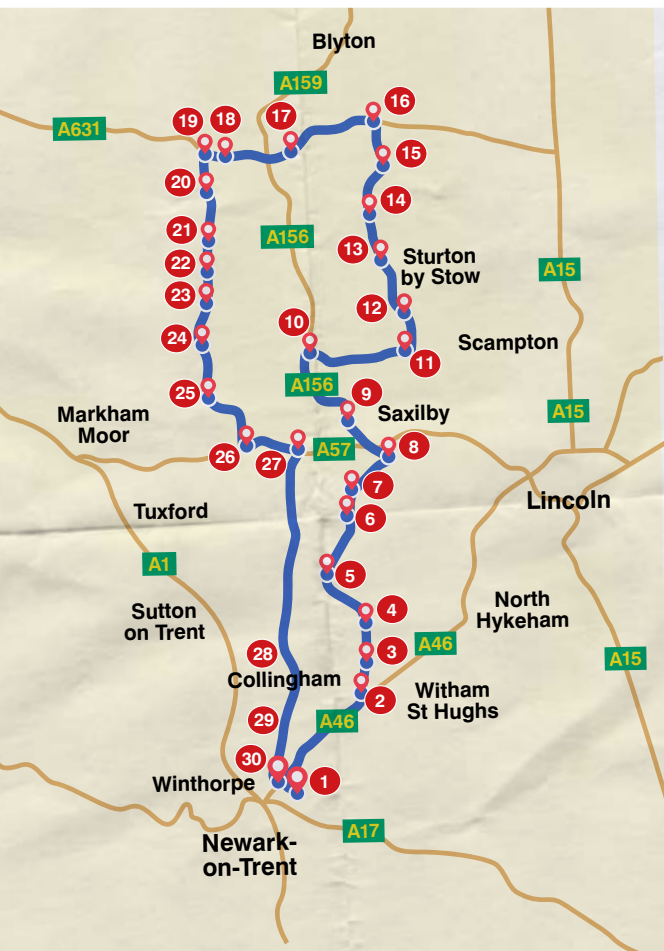 Blyton
A159
16
17
18
19
A631
15
20
14
21
A156
13
Sturton
by Stow
22
A15
23
12
10
24
Scampton
11
A156
25
9
A15
Markham
Moor
Saxilby
26
27
A57
8
7
Lincoln
Tuxford
6
A1
5
4
North
Hykeham
Sutton
on Trent
A46
3
28
A15
Collingham
2
Witham
St Hughs
29
A46
30
Winthorpe
1
A17
Newark-
on-Trent